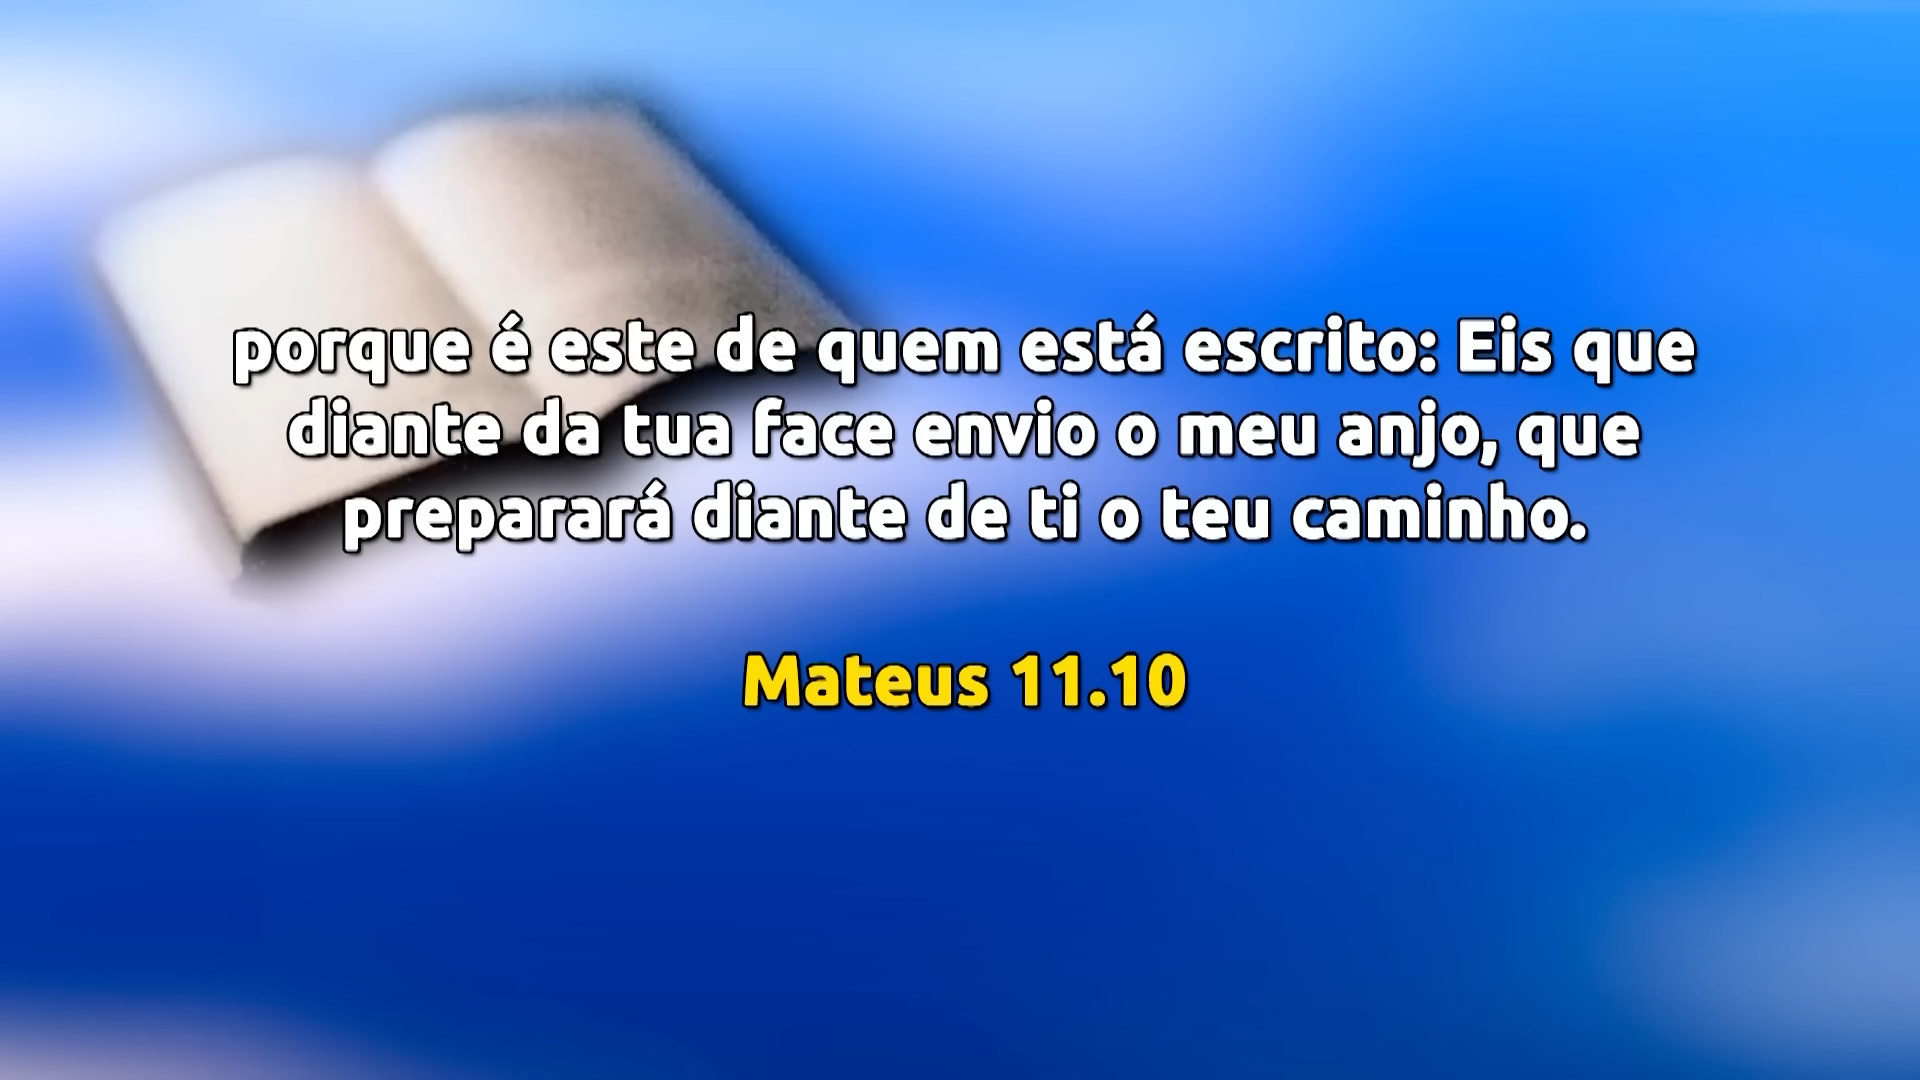 porque é este de quem está escrito: Eis que
diante da tua face envio o meu anjo, que
preparará diante de ti o teu caminho.
Mateus 11.10